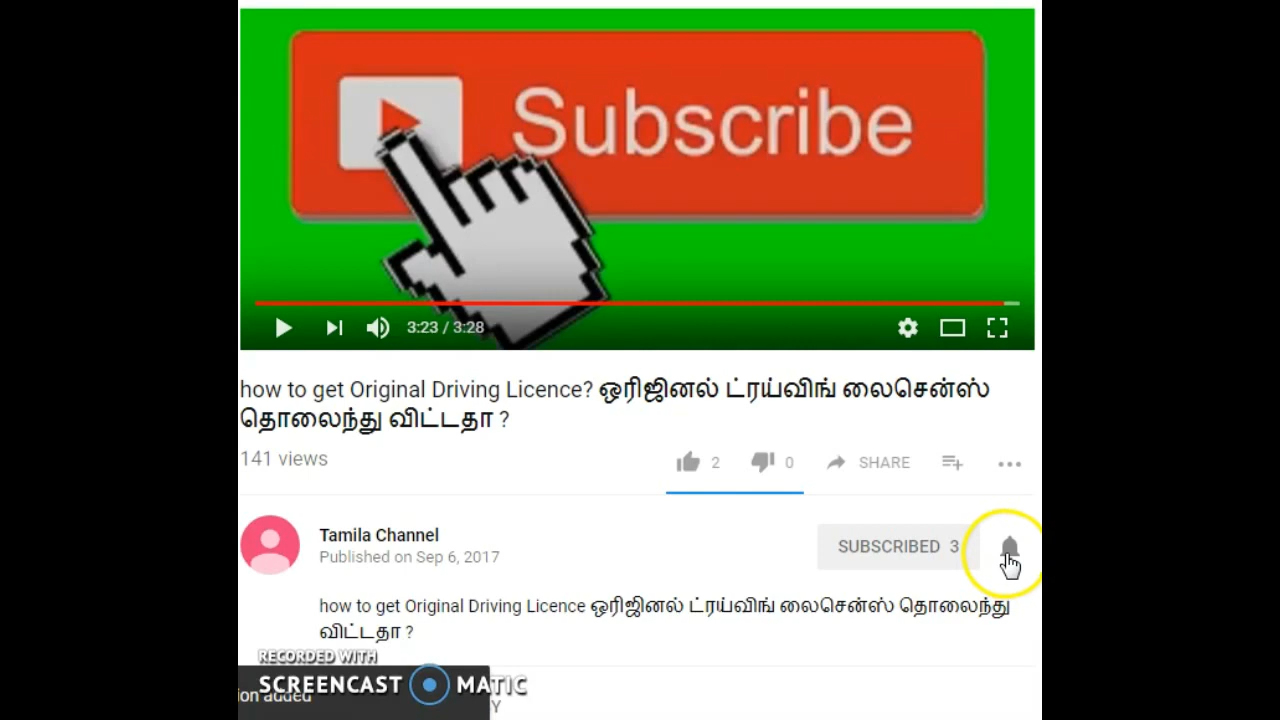 Subscribe
3:23 / 3:28
how to get Original Driving Licence? ஒரிஜினல் ட்ரய்விங் லைசென்ஸ்
தொலைந்து விட்டதா ?
141 views
2 0 SHARE
Tamila Channel
SUBSCRIBED 3
Published on Sep 6, 2017
how to get Original Driving Licence ஒரிஜினல் ட்ரய்விங் லைசென்ஸ் தொலைந்து
விட்டதா ?
RECORDED WITH
SCREENCAST MATIC
added